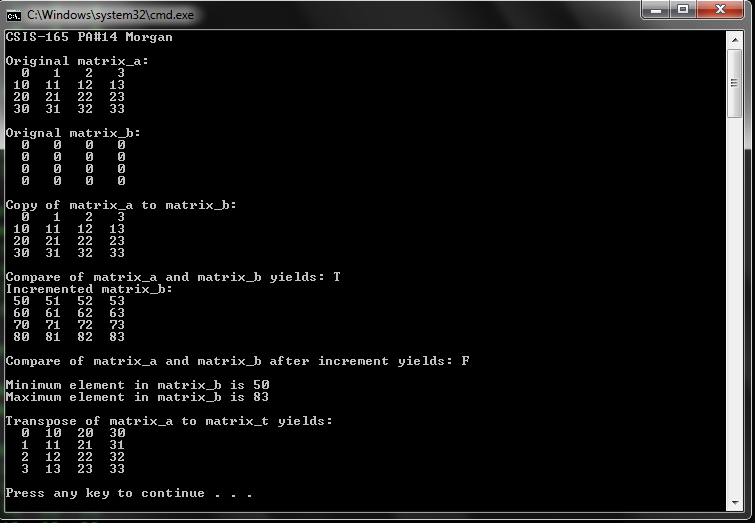 C:\Windows\system32\cmd.exe
CSIS-165 PA#14 Morgan
Original matrix_a:
0 1 2 3
10 11 12 13
20 21 22 23
30 31 32 33
Orignal matrix_b:
0 0 0 0
0 0 0 0
0 0 0 0
0 0 0 0
Copy of matrix_a to matrix_b:
0 1 2 3
10 11 12 13
20 21 22 23
30 31 32 33
Compare of matrix_a and matrix_b yields: T
Incremented matrix_b:
50 51 52 53
60 61 62 63
70 71 72 73
80 81 82 83
Compare of matrix_a and matrix_b after increment yields: F
Minimum element in matrix_b is 50
Maximum element in matrix_b is 83
Transpose of matrix_a to matrix_t yields:
0 10 20 30
1 11 21 31
2 12 22 32
3 13 23 33
Press any key to continue . . .